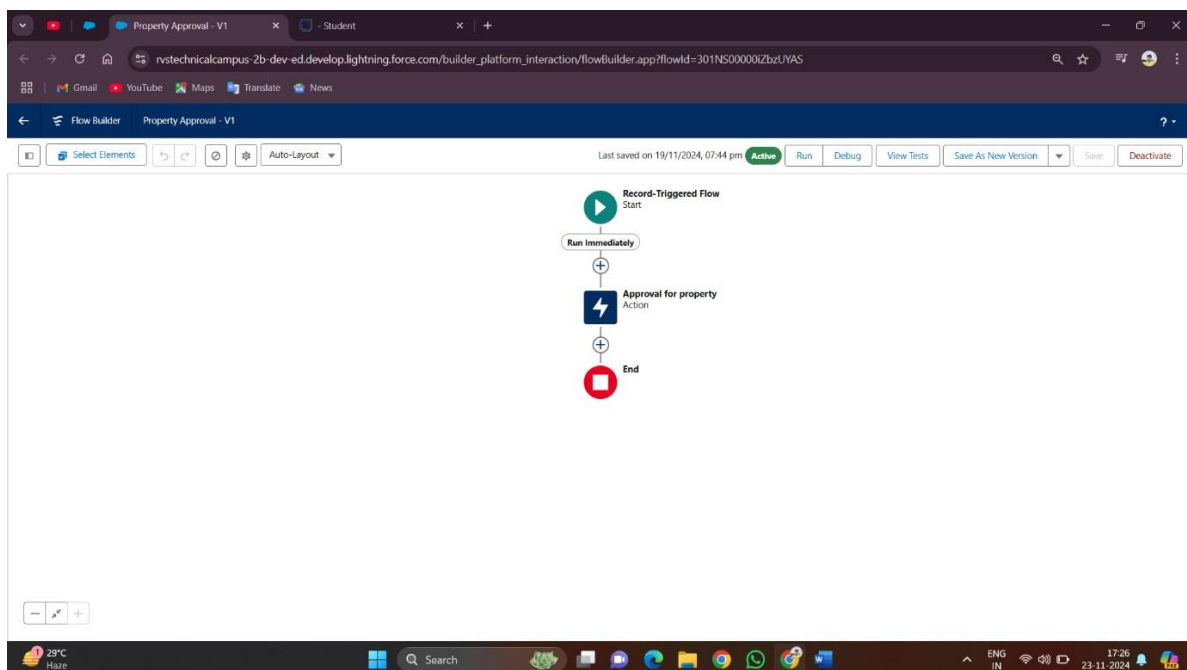 Property Approval - V1
- Student
rvstechnicalcampus-2b-dev-ed.develop.lightning.force.com/builder_platform_interaction/flowBuilder.app?flowId=301NS00000iZbzUYAS
Gmail YouTube Maps Translate News
Flow Builder Property Approval - V1 ?
Select Elements Auto-Layout Last saved on 19/11/2024, 07:44 pm Active Run Debug View Tests Save As New Version Save Deactivate
Record-Triggered Flow
Start
Run Immediately
Approval for property
Action
End
1
29°C
Haze
Search
ENG
IN
17:26
23-11-2024